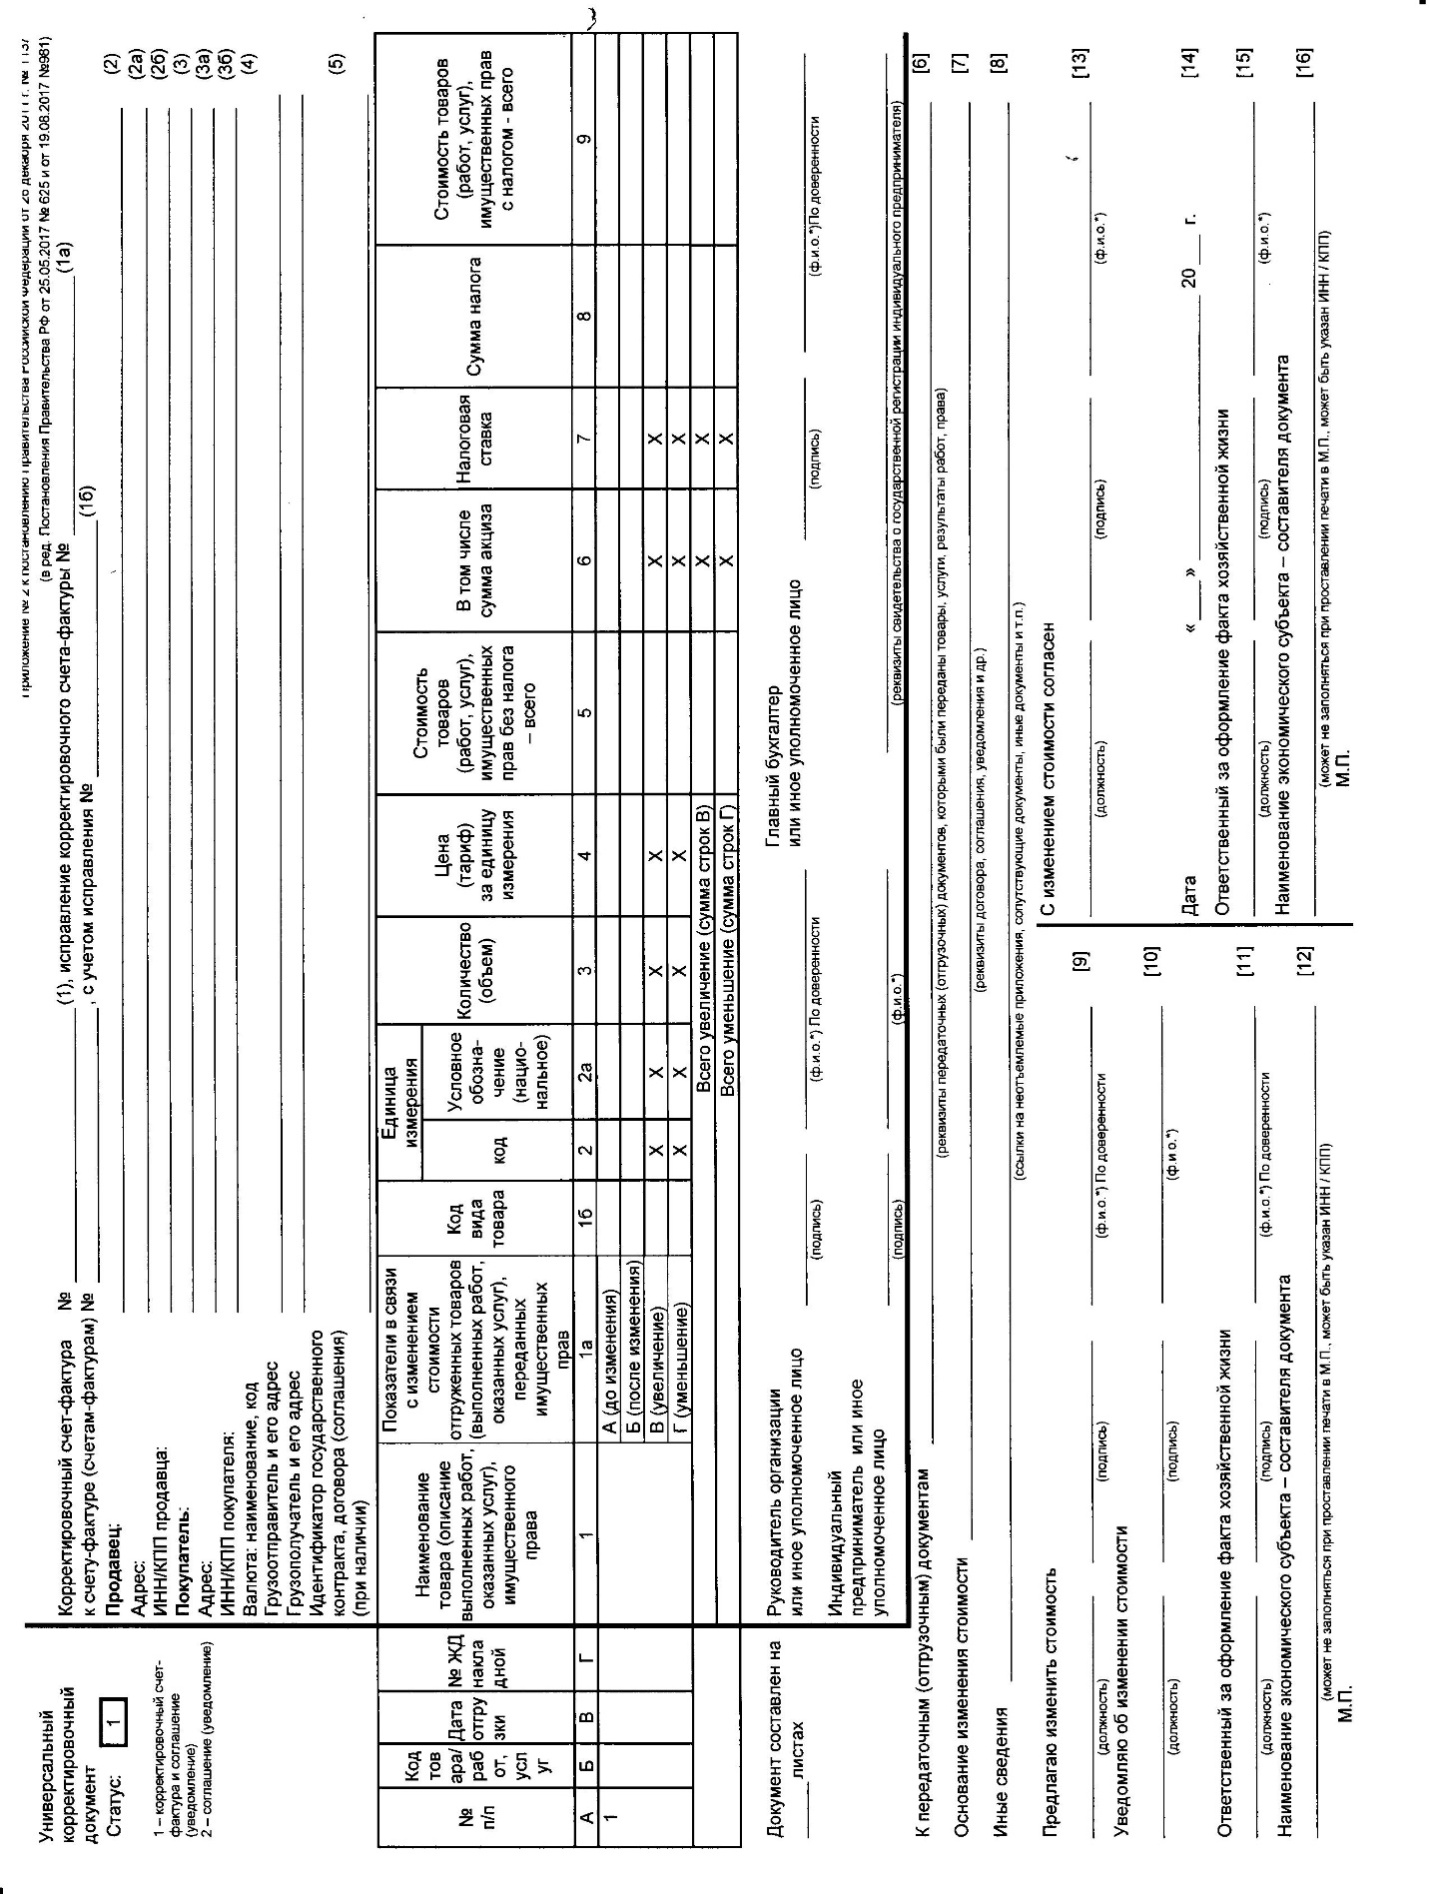 Приложение № 2 к постановлению Правительства Российской Федерации от 26 декабря 2011 г. № 1137
(в ред. Постановления Правительства РФ от 25.05.2017 № 625 и от 19.08.2017 №981)
Универсальный
корректировочный
документ
Статус: 1
1 – корректировочный счет-
фактура и соглашение
(уведомление)
2 – соглашение (уведомление)
Корректировочный счет-фактура № (1), исправление корректировочного счета-фактуры № (1а)
к счету-фактуре (счетам-фактурам) № , с учетом исправления № (1б)
Продавец: (2)
Адрес: (2а)
ИНН/КПП продавца: (2б)
Покупатель: (3)
Адрес: (3а)
ИНН/КПП покупателя: (3б)
Валюта: наименование, код (4)
Грузоотправитель и его адрес
Грузополучатель и его адрес
Идентификатор государственного
контракта, договора (соглашения)
(при наличии) (5)
№
п/п
Код
тов
ара/
раб
от,
усл
уг
Дата
отгру
зки
№ ЖД
накла
дной
Наименование
товара (описание
выполненных работ,
оказанных услуг),
имущественного
права
Показатели в связи
с изменением
стоимости
отгруженных товаров
(выполненных работ,
оказанных услуг),
переданных
имущественных
прав
Код
вида
товара
Единица
измерения
код
Условное
обозна-
чение
(нацио-
нальное)
Количество
(объем)
Цена
(тариф)
за единицу
измерения
Стоимость
товаров
(работ, услуг),
имущественных
прав без налога
– всего
В том числе
сумма акциза
Налоговая
ставка
Сумма налога
Стоимость товаров
(работ, услуг),
имущественных прав
с налогом - всего
А Б В Г 1 1а 1б 2 2а 3 4 5 6 7 8 9
1 А (до изменения)
Б (после изменения)
В (увеличение) X X X X X X
Г (уменьшение) X X X X X X
Всего увеличение (сумма строк В) X X
Всего уменьшение (сумма строк Г) X X
Документ составлен на
листах
Руководитель организации
или иное уполномоченное лицо
(подпись) (ф.и.о.*) По доверенности
Главный бухгалтер
или иное уполномоченное лицо
(подпись) (ф.и.о.*)По доверенности
Индивидуальный
предприниматель или иное
уполномоченное лицо
(подпись) (ф.и.о.*) (реквизиты свидетельства о государственной регистрации индивидуального предпринимателя)
К передаточным (отгрузочным) документам [6]
(реквизиты передаточных (отгрузочных) документов, которыми были переданы товары, услуги, результаты работ, права)
Основание изменения стоимости [7]
(реквизиты договора, соглашения, уведомления и др.)
Иные сведения [8]
(ссылки на неотъемлемые приложения, сопутствующие документы, иные документы и т.п.)
Предлагаю изменить стоимость [9]
(должность) (подпись) (ф.и.о.*) По доверенности
Уведомляю об изменении стоимости [10]
(должность) (подпись) (ф.и.о.*)
Ответственный за оформление факта хозяйственной жизни [11]
(должность) (подпись) (ф.и.о.*) По доверенности
Наименование экономического субъекта – составителя документа [12]
(может не заполняться при проставлении печати в М.П., может быть указан ИНН / КПП)
М.П.
С изменением стоимости согласен [13]
(должность) (подпись) (ф.и.о.*)
Дата « » 20 г. [14]
Ответственный за оформление факта хозяйственной жизни [15]
(должность) (подпись) (ф.и.о.*)
Наименование экономического субъекта – составителя документа [16]
(может не заполняться при проставлении печати в М.П., может быть указан ИНН / КПП)
М.П.